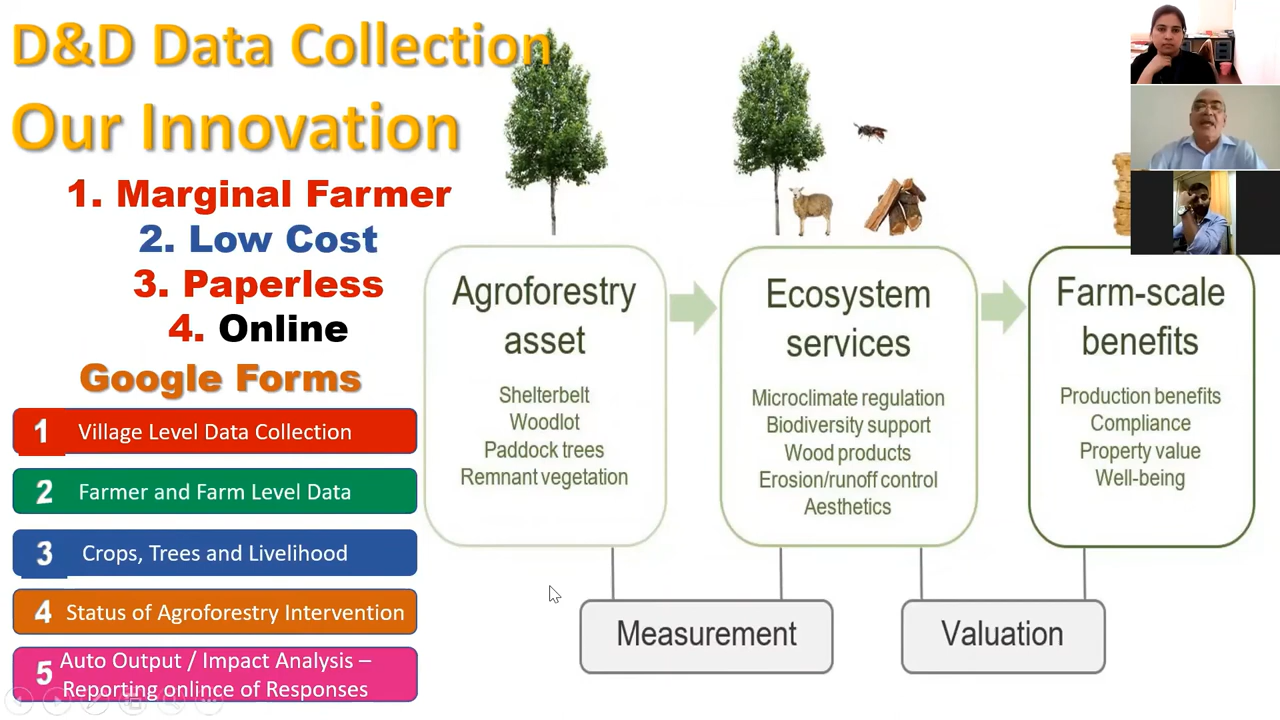 D&D Data Collection
Our Innovation
1. Marginal Farmer
2. Low Cost
3. Paperless
4. Online
Google Forms
1 Village Level Data Collection
2 Farmer and Farm Level Data
3 Crops, Trees and Livelihood
4 Status of Agroforestry Intervention
5 Auto Output / Impact Analysis –
Reporting onlince of Responses
Agroforestry
asset
Shelterbelt
Woodlot
Paddock trees
Remnant vegetation
Ecosystem
services
Microclimate regulation
Biodiversity support
Wood products
Erosion/runoff control
Aesthetics
Farm-scale
benefits
Production benefits
Compliance
Property value
Well-being
Measurement
Valuation